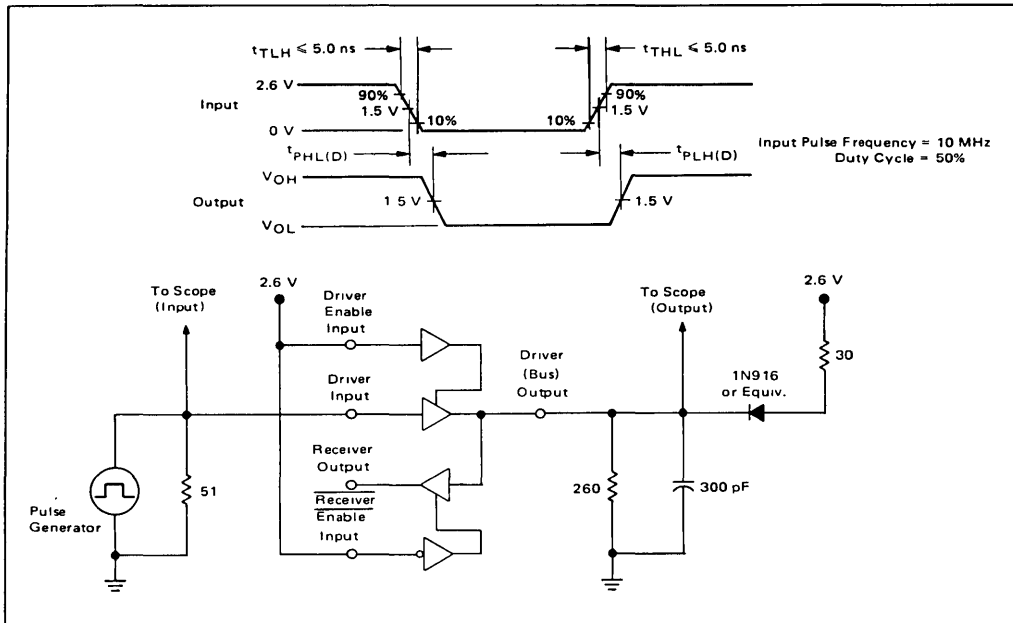 tTLH ≤ 5.0 ns
tTHL ≤ 5.0 ns
2.6 V
90%
90%
1.5 V
1.5 V
Input
10%
10%
0 V
tPHL(D)
tPLH(D)
Input Pulse Frequency = 10 MHz
Duty Cycle = 50%
VOH
Output
1 5 V
1.5 V
VOL
2.6 V
2.6 V
To Scope
(Input)
Driver
Enable
Input
To Scope
(Output)
30
Driver
Input
Driver
(Bus)
Output
1N916
or Equiv.
Receiver
Output
51
260
300 pF
Receiver
Enable
Input
Pulse
Generator